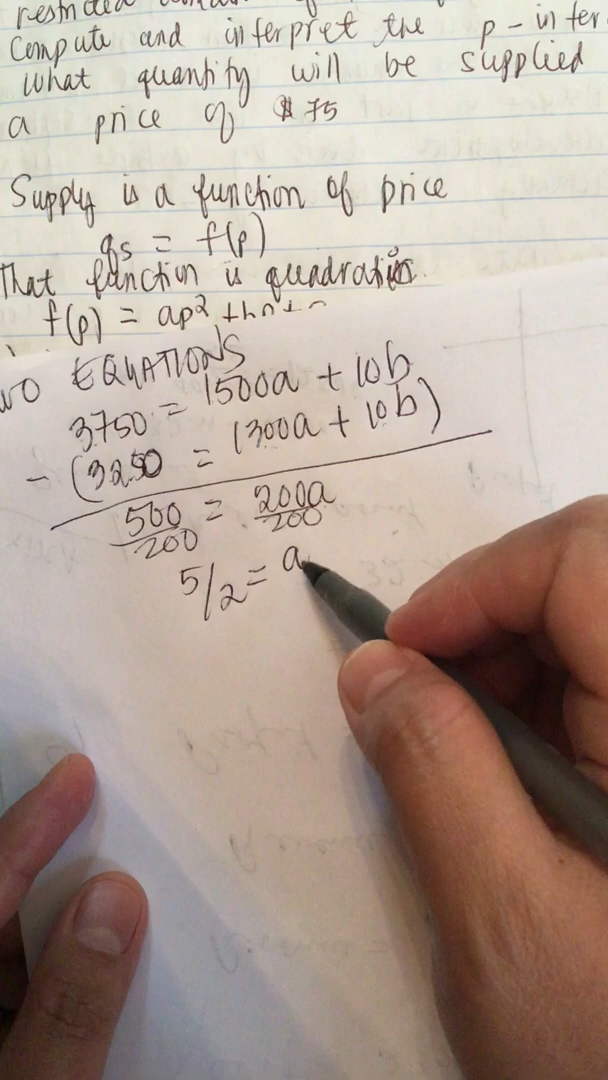 Compute and interpret the p-inter
What quantity will be supplied
a price of $75
Supply is a function of price
qs = f(p)
That function is quadratic.
f(p) = ap² +
EQUATIONS
3750 = 1500a + 10b
- (3250 = 1300a + 10b)
500/200 = 200a/200
5/2 = a